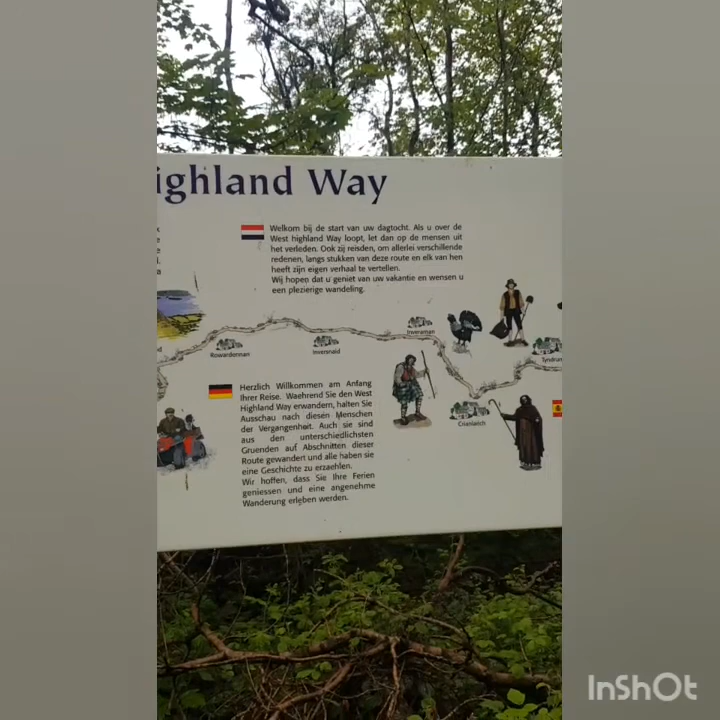 ighland Way
Welkom bij de start van uw dagtocht. Als u over de
West highland Way loopt, let dan op de mensen uit
het verleden. Ook zij reisden, om allerlei verschillende
redenen, langs stukken van deze route en elk van hen
heeft zijn eigen verhaal te vertellen.
Wij hopen dat u geniet van uw vakantie en wensen u
een plezierige wandeling.
Rowardennan
Inversnaid
Inverarnan
Tyndrum
Crianlarich
Herzlich Willkommen am Anfang
Ihrer Reise. Waehrend Sie den West
Highland Way erwandern, halten Sie
Ausschau nach diesen Menschen
der Vergangenheit. Auch sie sind
aus den unterschiedlichsten
Gruenden auf Abschnitten dieser
Route gewandert und alle haben sie
eine Geschichte zu erzaehlen.
Wir hoffen, dass Sie Ihre Ferien
geniessen und eine angenehme
Wanderung erleben werden.
InShOt